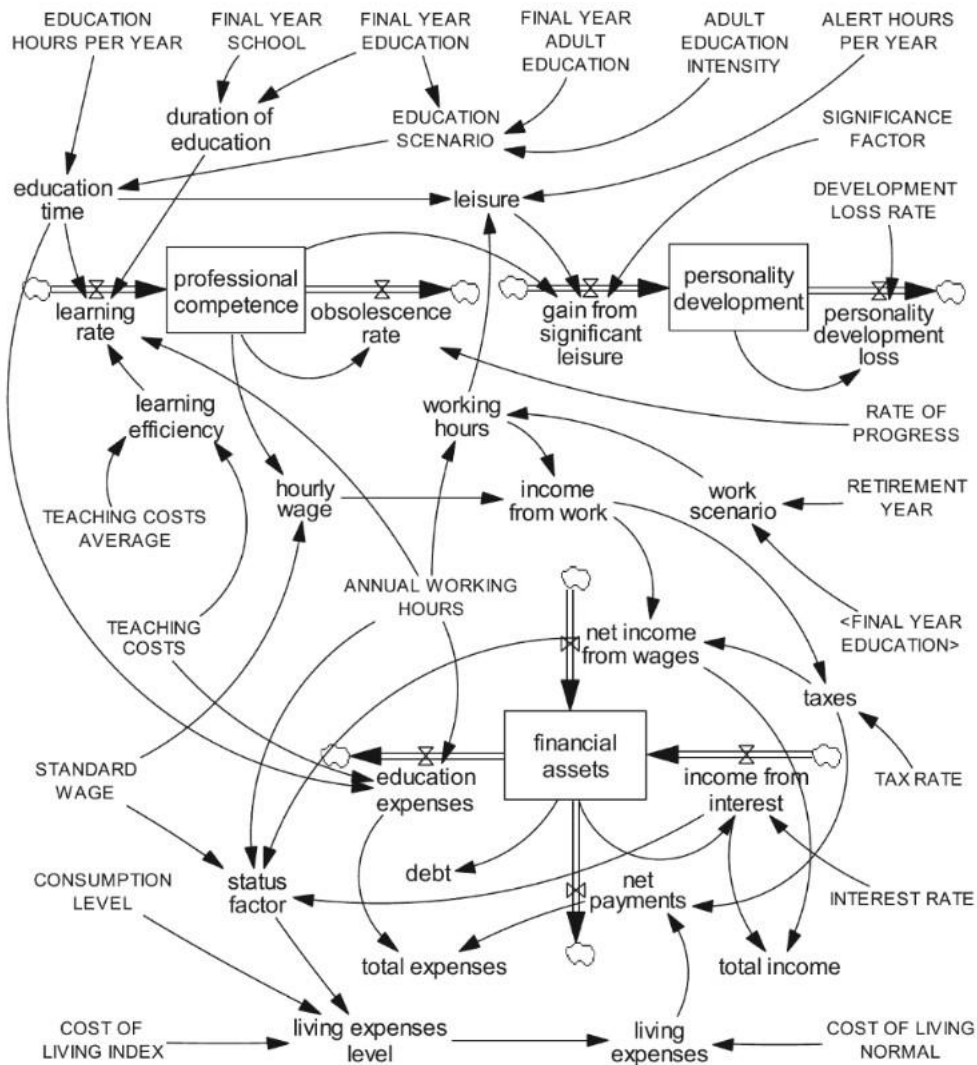 EDUCATION
HOURS PER YEAR
FINAL YEAR
SCHOOL
FINAL YEAR
EDUCATION
FINAL YEAR
ADULT
EDUCATION
ADULT
EDUCATION
INTENSITY
ALERT HOURS
PER YEAR
duration of
education
EDUCATION
SCENARIO
SIGNIFICANCE
FACTOR
education
time
leisure
DEVELOPMENT
LOSS RATE
professional
competence
personality
development
learning
rate
obsolescence
rate
gain from
significant
leisure
personality
development
loss
learning
efficiency
working
hours
RATE OF
PROGRESS
TEACHING COSTS
AVERAGE
hourly
wage
income
from work
work
scenario
RETIREMENT
YEAR
ANNUAL WORKING
HOURS
TEACHING
COSTS
net income
from wages
<FINAL YEAR
EDUCATION>
taxes
STANDARD
WAGE
education
expenses
financial
assets
income from
interest
TAX RATE
CONSUMPTION
LEVEL
status
factor
debt
net
payments
INTEREST RATE
total expenses
total income
COST OF
LIVING INDEX
living expenses
level
living
expenses
COST OF LIVING
NORMAL